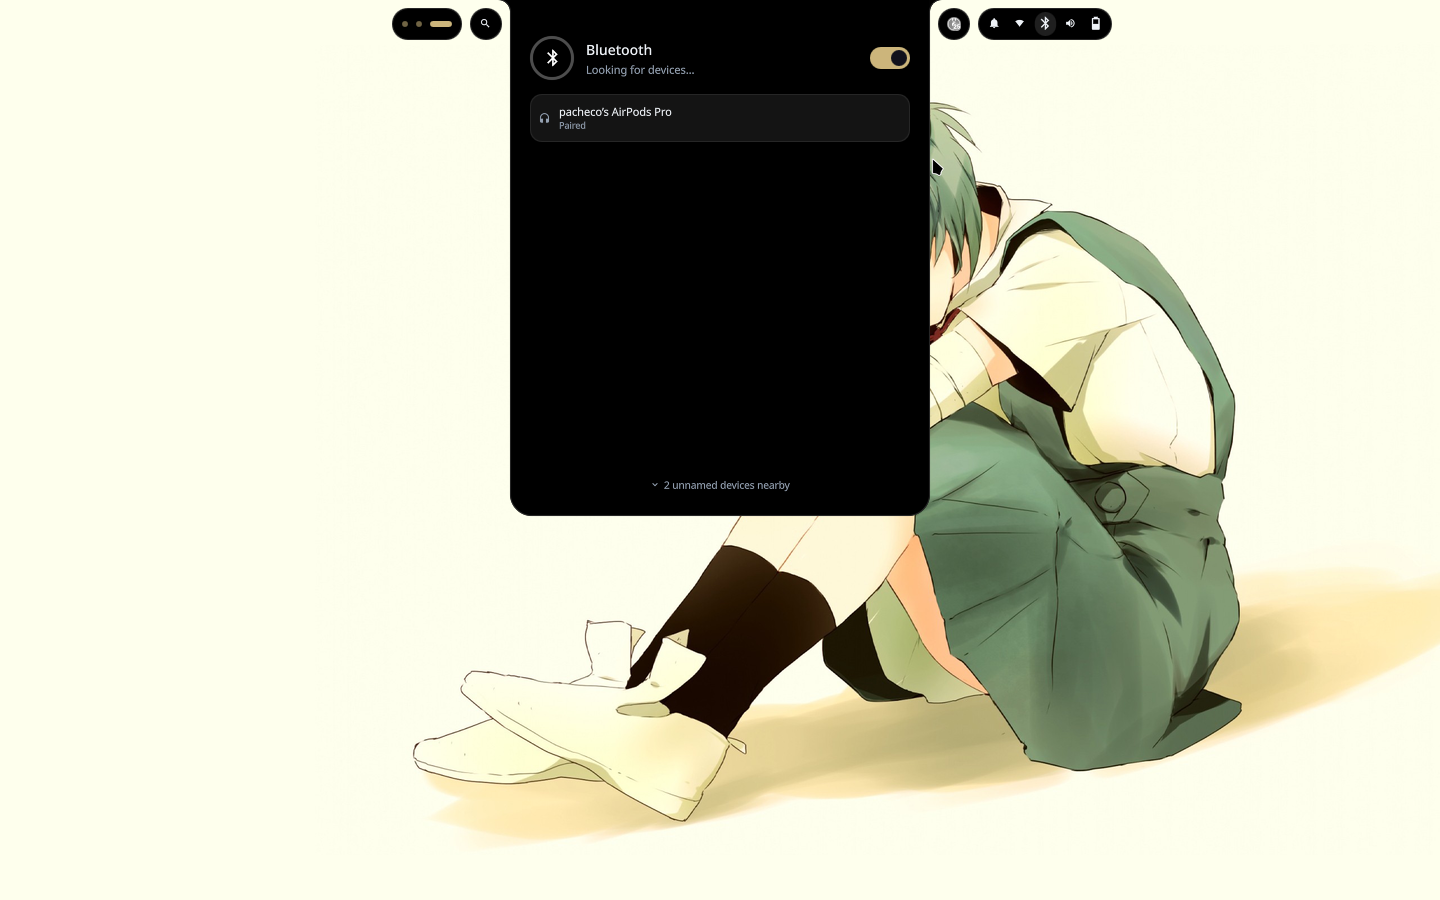 Bluetooth
Looking for devices...
pacheco's AirPods Pro
Paired
2 unnamed devices nearby